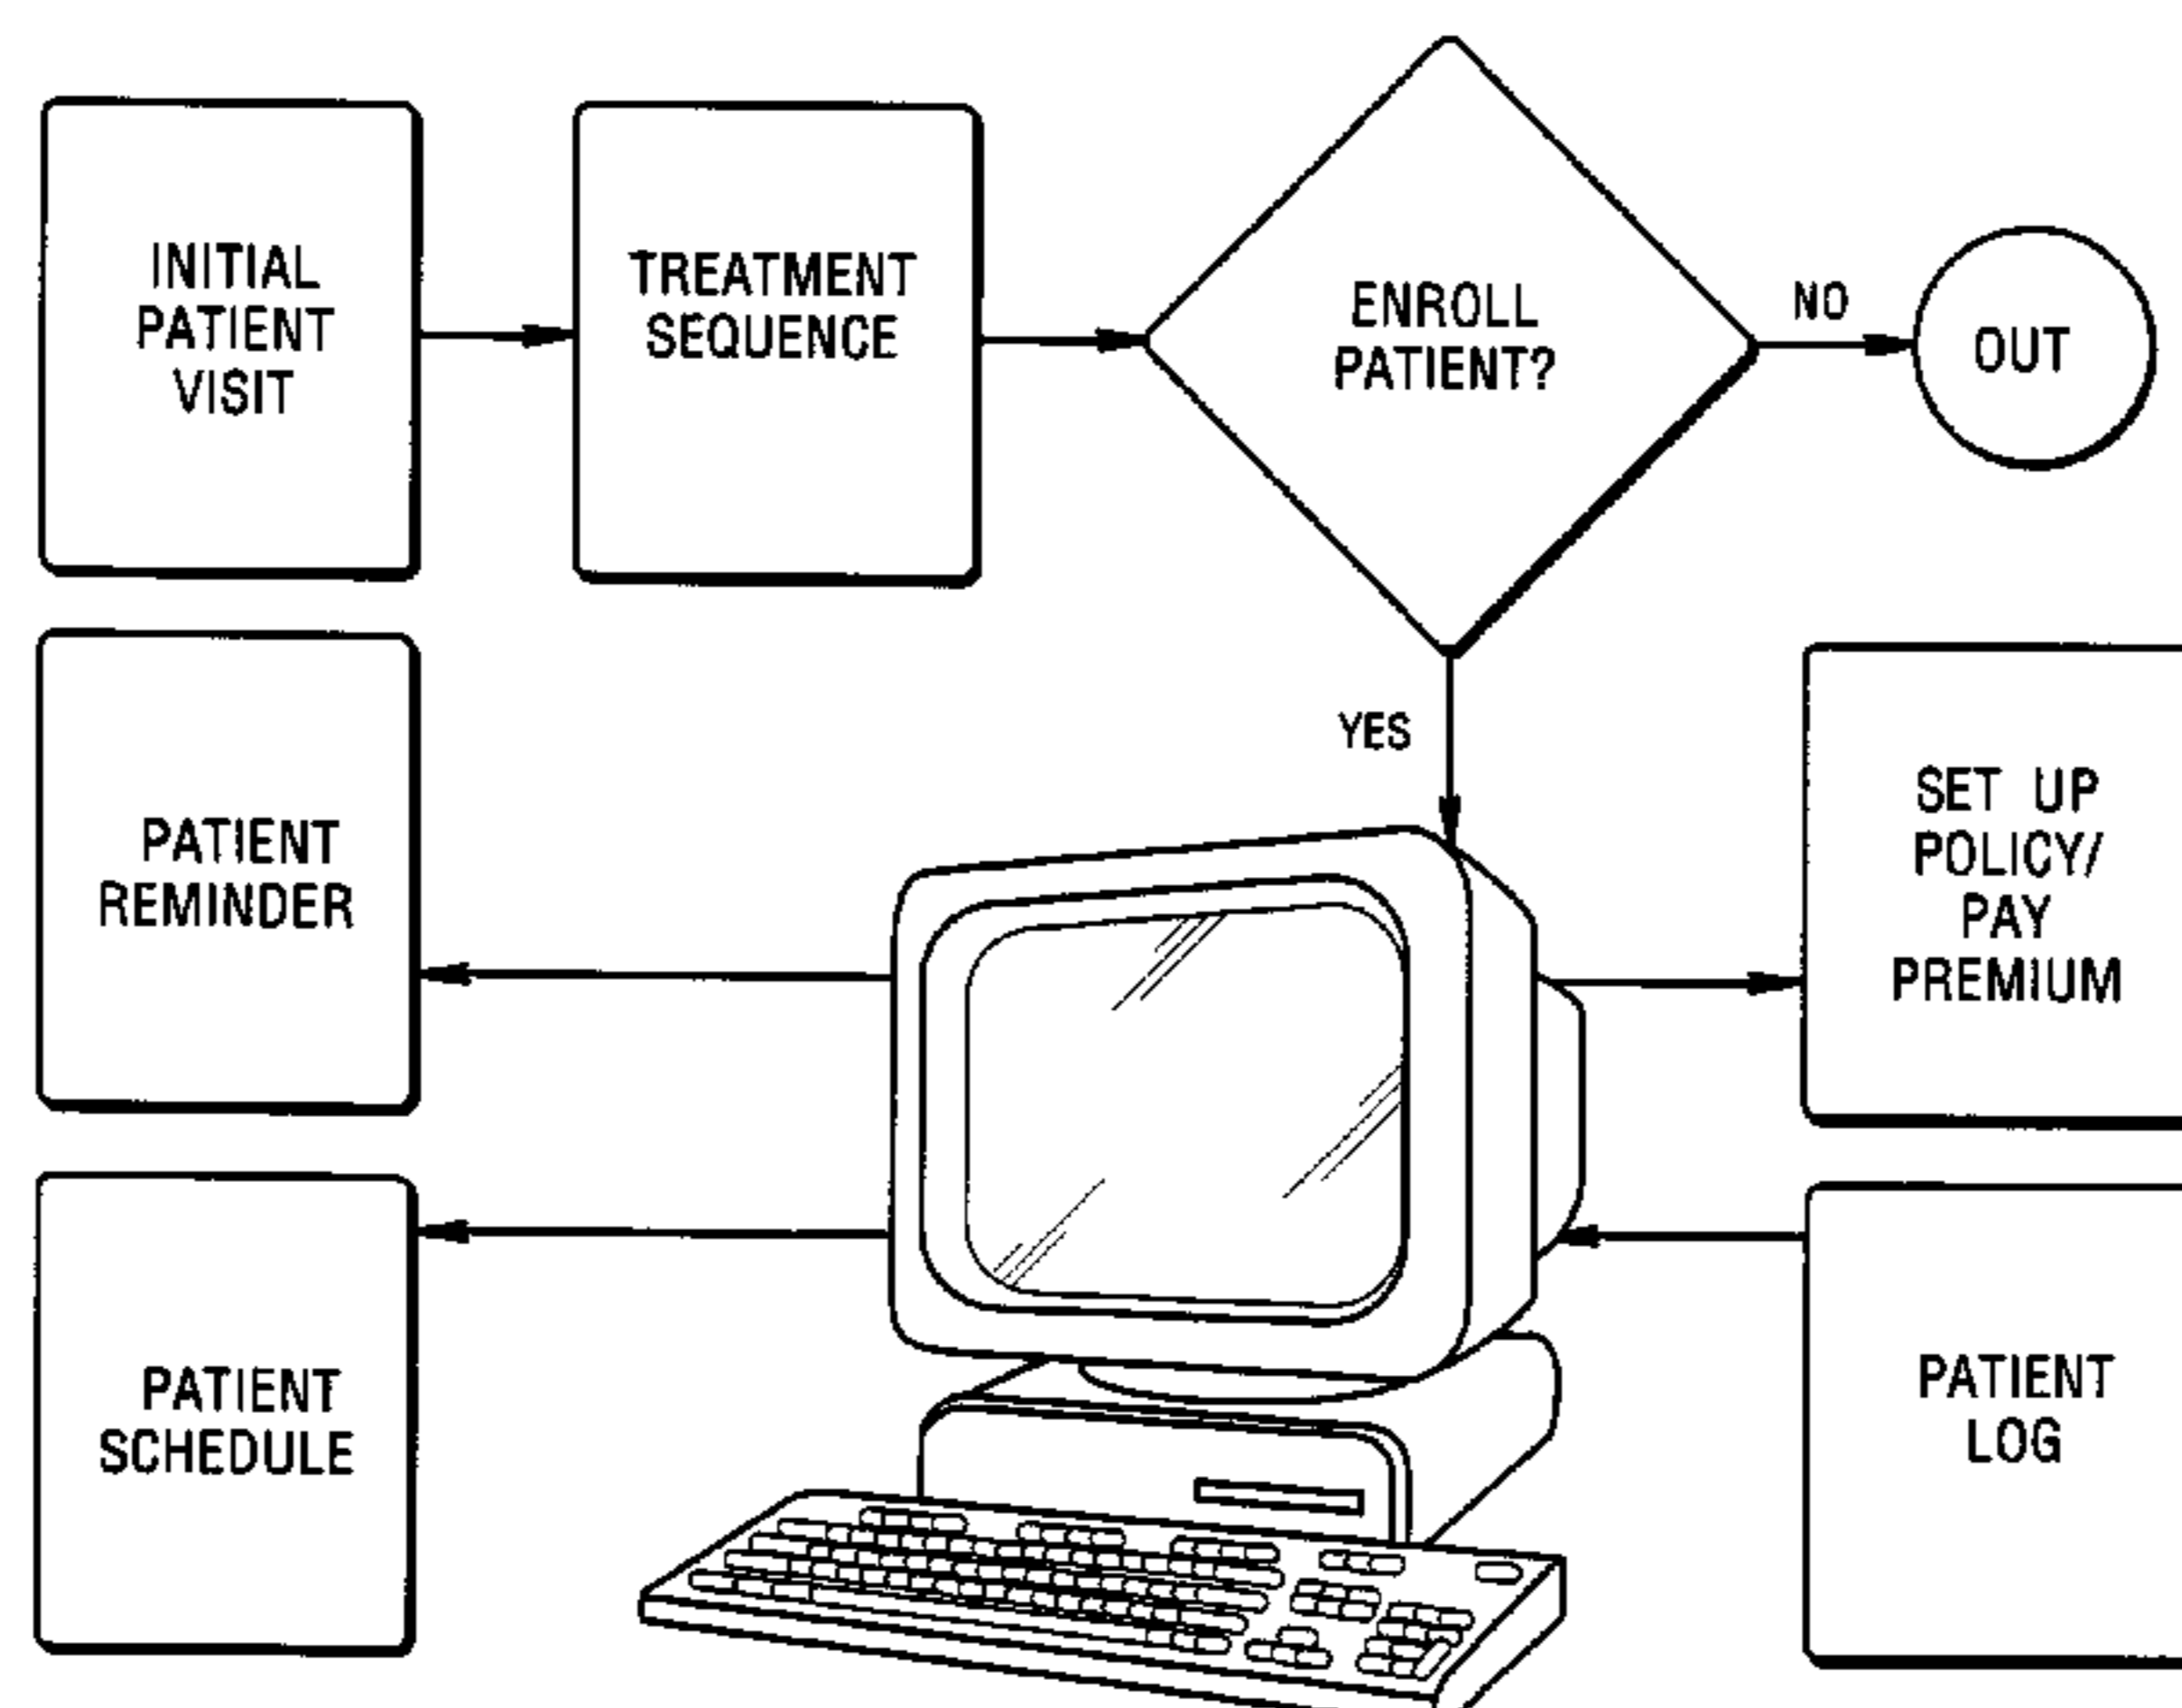 INITIAL
PATIENT
VISIT
TREATMENT
SEQUENCE
ENROLL
PATIENT?
NO
OUT
YES
PATIENT
REMINDER
SET UP
POLICY/
PAY
PREMIUM
PATIENT
SCHEDULE
PATIENT
LOG